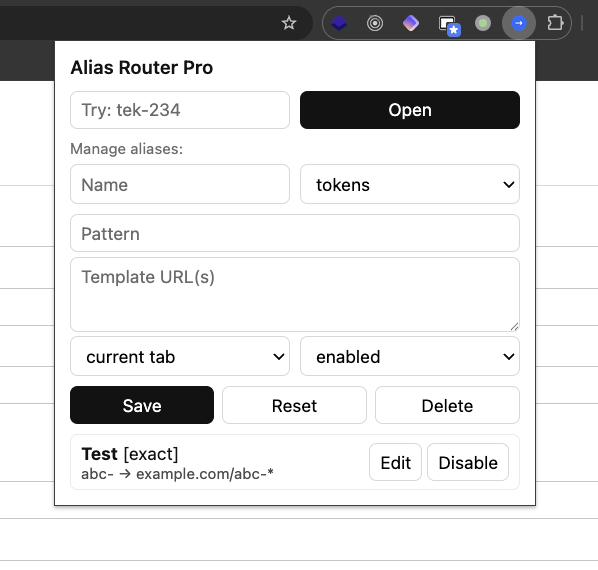 Alias Router Pro
Try: tek-234 Open
Manage aliases:
Name tokens
Pattern
Template URL(s)
current tab enabled
Save Reset Delete
Test [exact] Edit Disable
abc- → example.com/abc-*